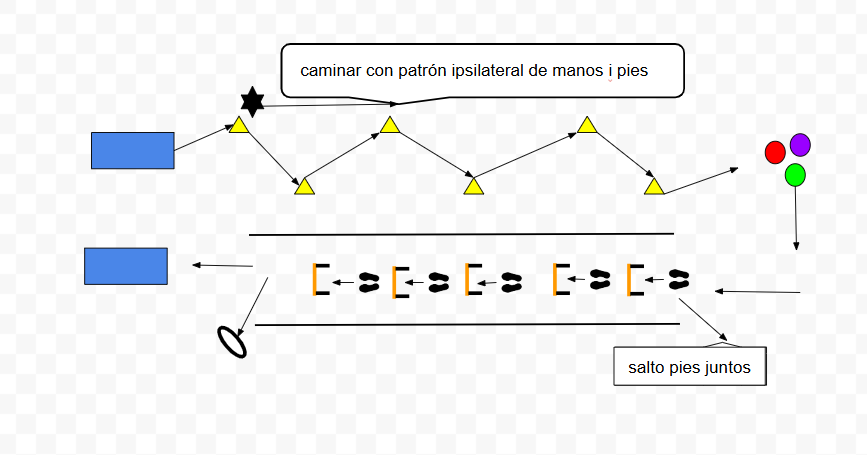 caminar con patrón ipsilateral de manos i pies
salto pies juntos